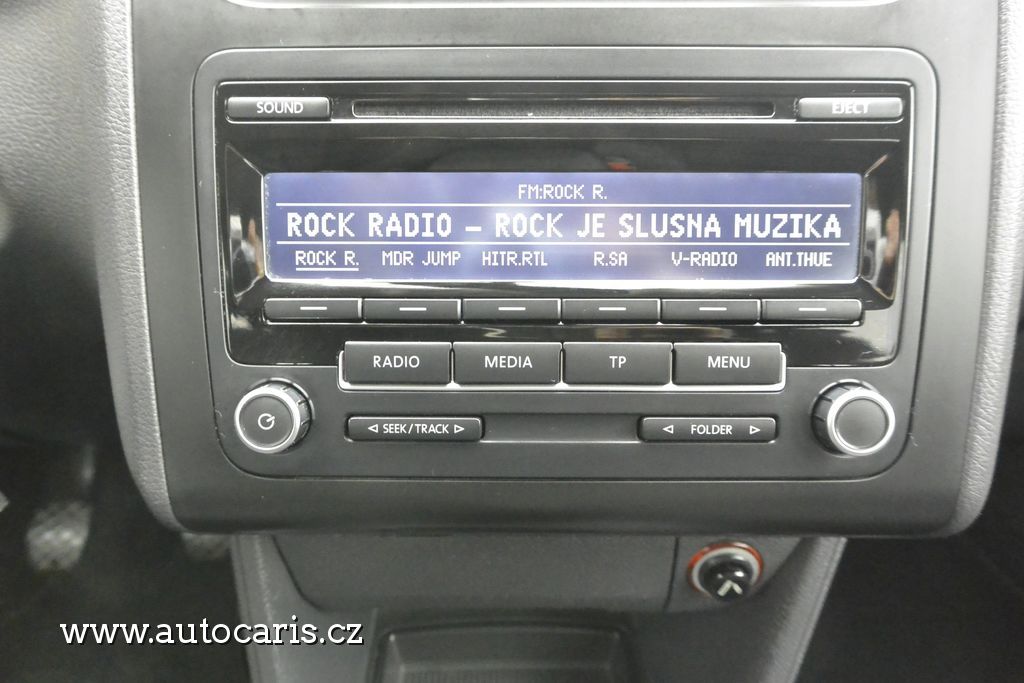 SOUND
EJECT
FM:ROCK R.
ROCK RADIO - ROCK JE SLUSNA MUZIKA
ROCK R. MDR JUMP HITR.RTL R.SA V-RADIO ANT.THUE
RADIO MEDIA TP MENU
SEEK/TRACK FOLDER
www.autocaris.cz